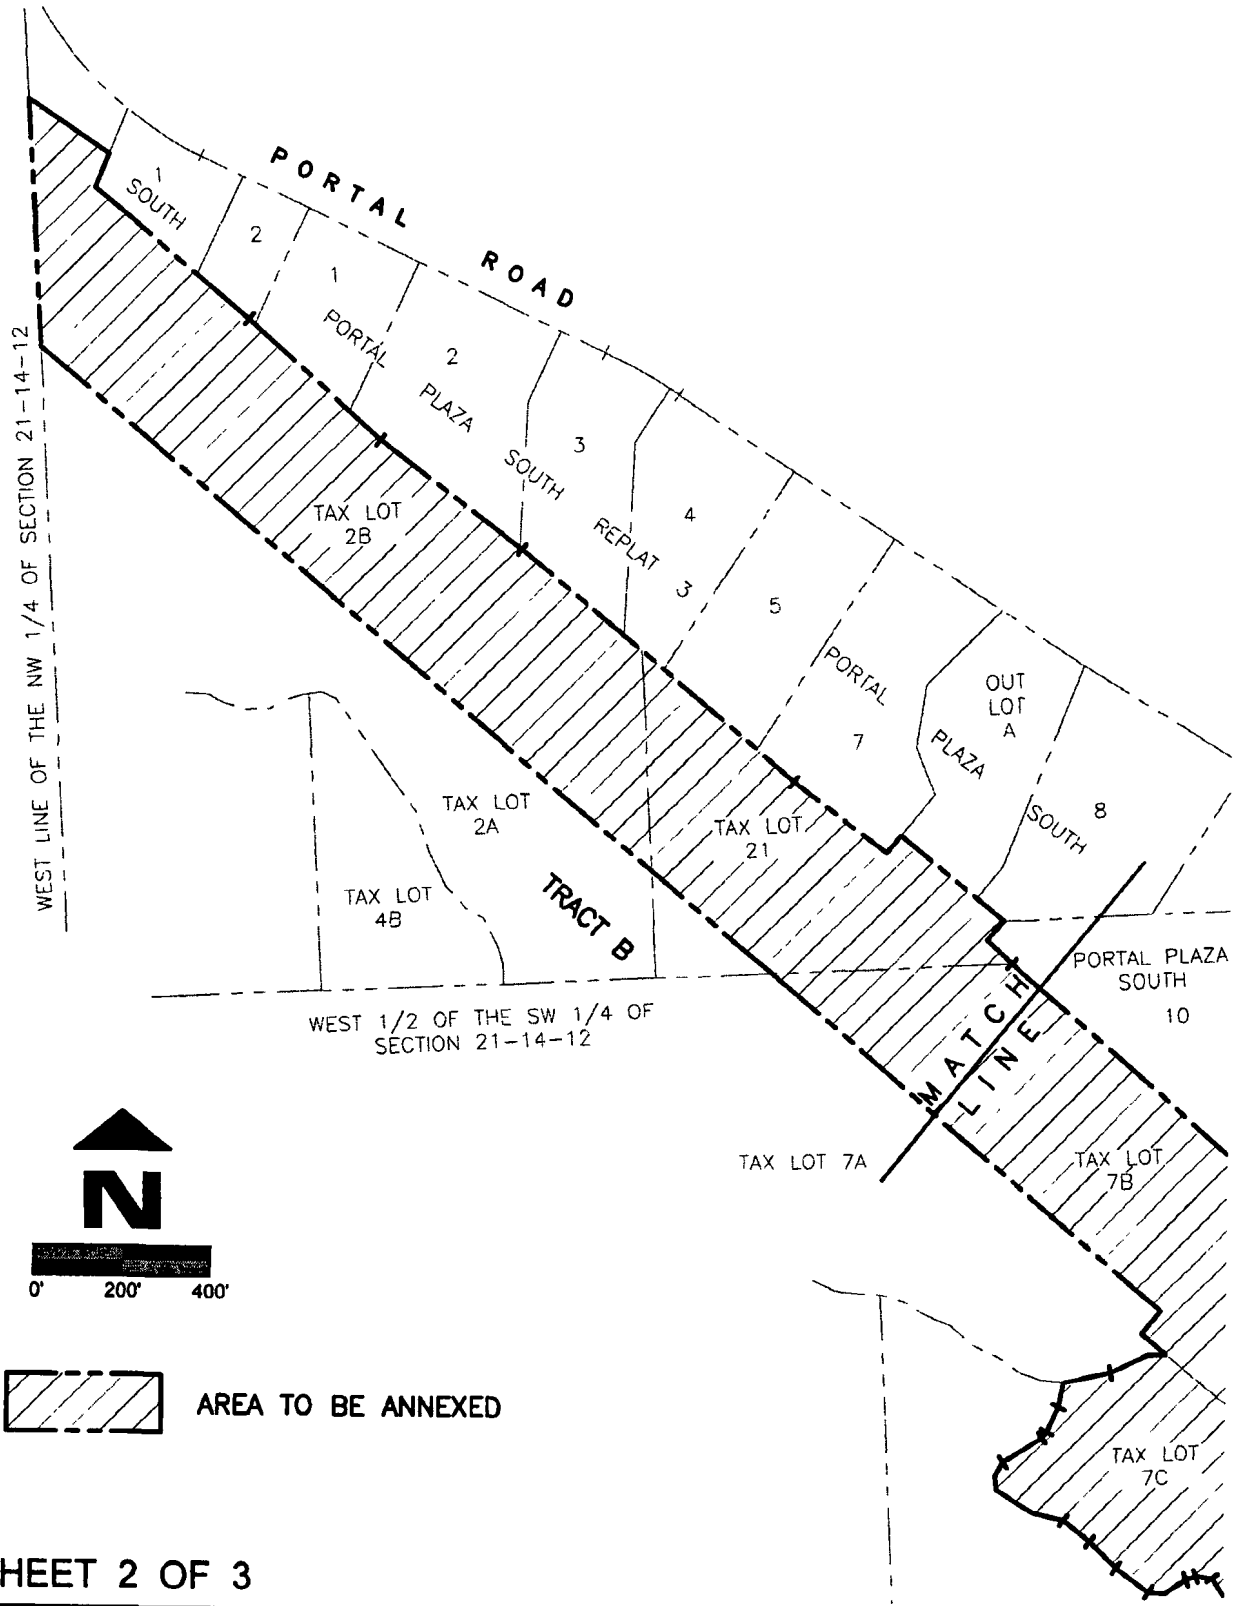 PORTAL ROAD
1
SOUTH
2
1
PORTAL
2
PLAZA
3
SOUTH
4
REPLAT
3
5
PORTAL
7
OUT
LOT
A
PLAZA
8
SOUTH
WEST LINE OF THE NW 1/4 OF SECTION 21-14-12
TAX LOT
2B
TAX LOT
2A
TAX LOT
21
TAX LOT
4B
TRACT B
WEST 1/2 OF THE SW 1/4 OF
SECTION 21-14-12
PORTAL PLAZA
SOUTH
10
MATCH
LINE
TAX LOT 7A
TAX LOT
7B
N
0' 200' 400'
AREA TO BE ANNEXED
TAX LOT
7C
HEET 2 OF 3